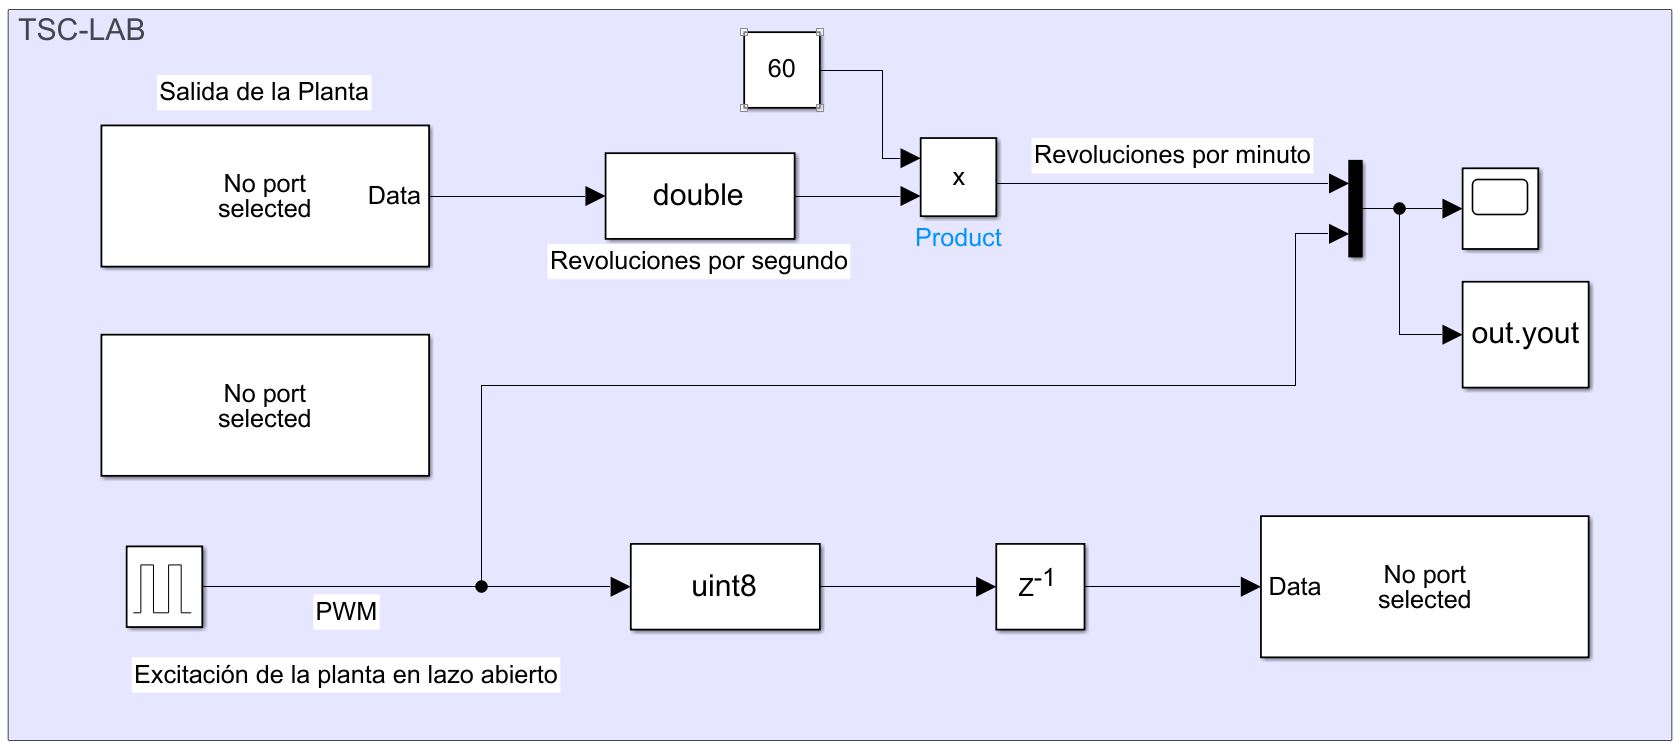 TSC-LAB
Salida de la Planta
60
No port
selected
Data
double
x
Revoluciones por minuto
Product
Revoluciones por segundo
out.yout
No port
selected
PWM
uint8
z-1
Data
No port
selected
Excitación de la planta en lazo abierto